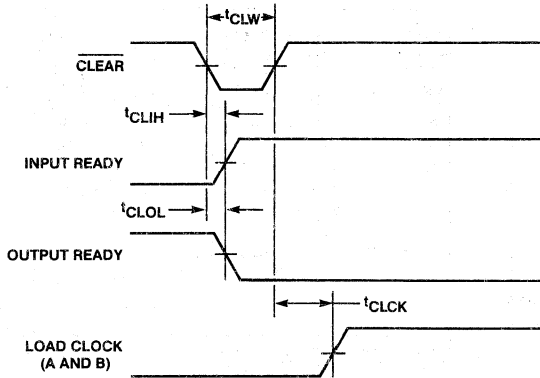 tCLW
CLEAR
tCLIH
INPUT READY
tCLOL
OUTPUT READY
tCLCK
LOAD CLOCK
(A AND B)